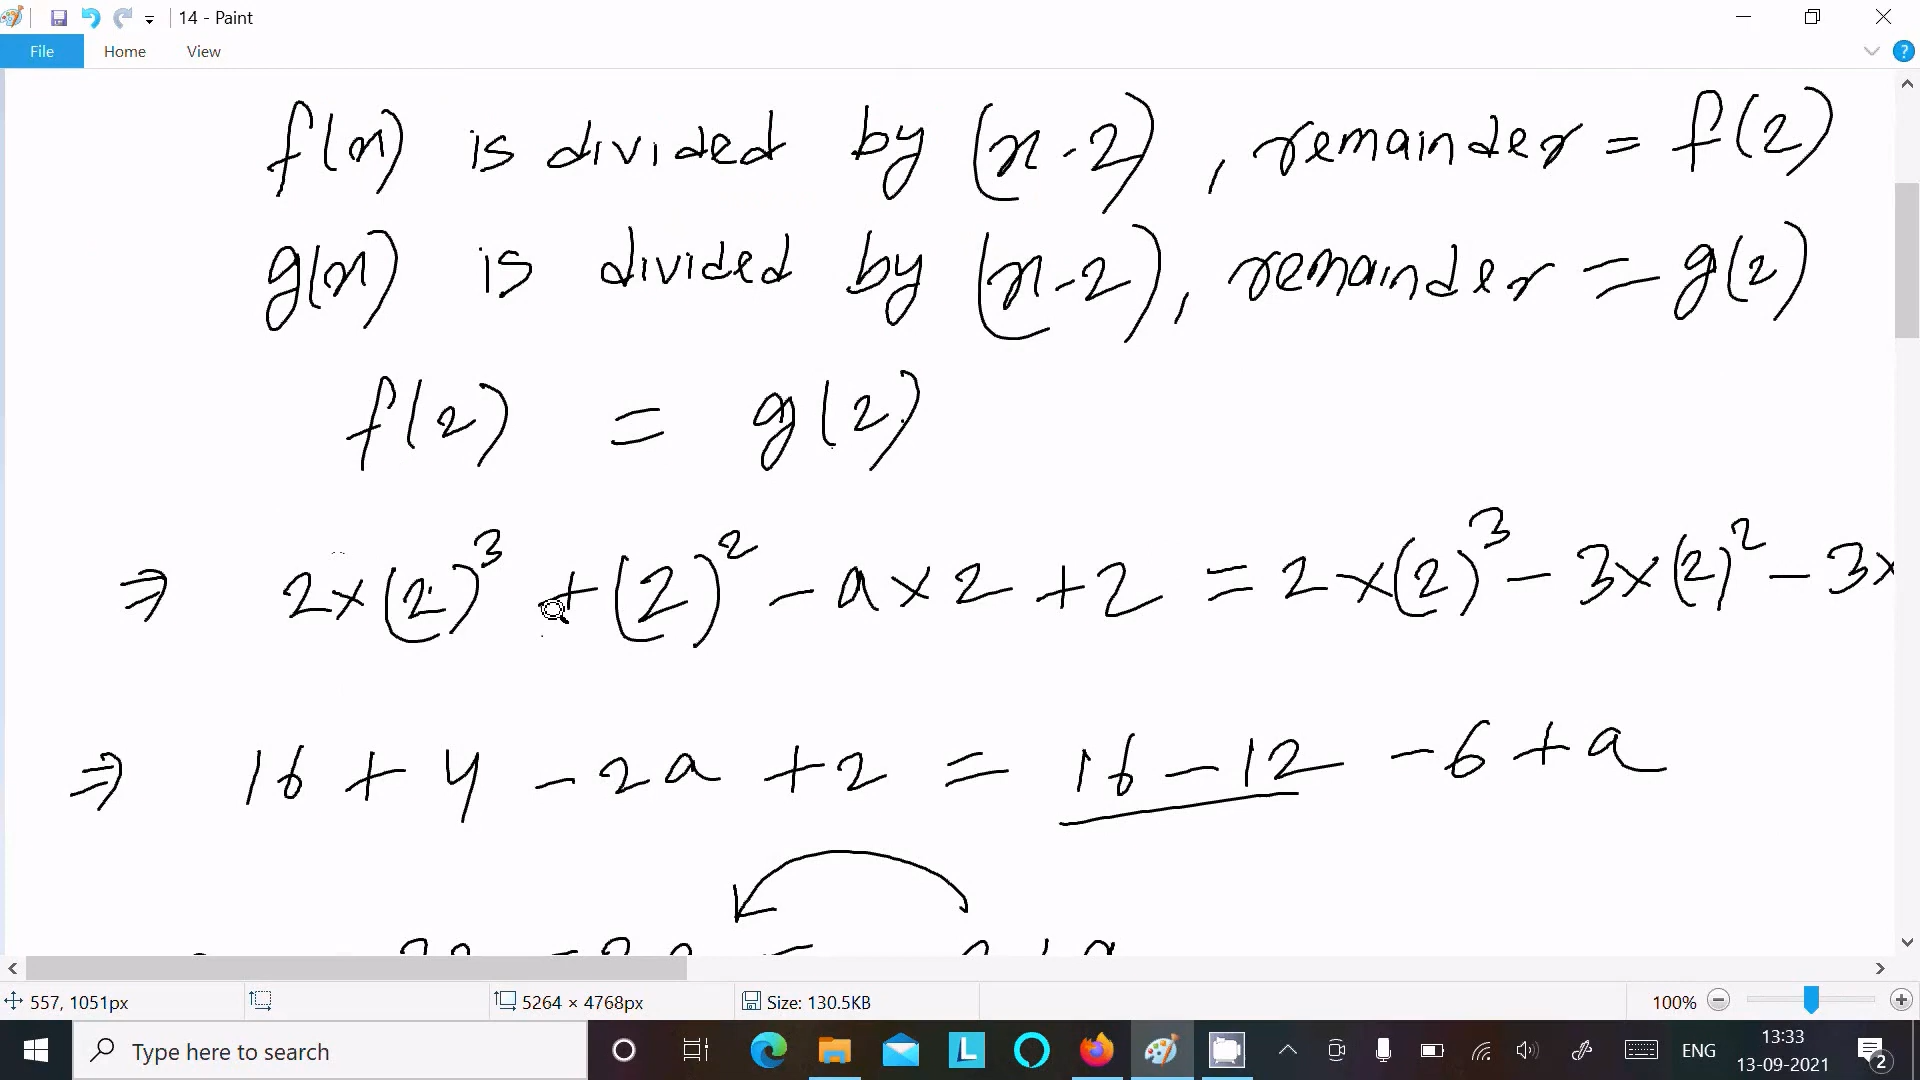 14 - Paint
File Home View
f(x) is divided by (x-2), remainder = f(2)
g(x) is divided by (x-2), remainder = g(2)
f(2) = g(2)
⇒ 2×(2)³ + (2)² - a×2 + 2 = 2×(2)³ - 3×(2)² - 3×
⇒ 16 + 4 - 2a + 2 = 16 - 12 - 6 + a
557, 1051px 5264 × 4768px Size: 130.5KB 100%
Type here to search L ENG 13:33
13-09-2021 2